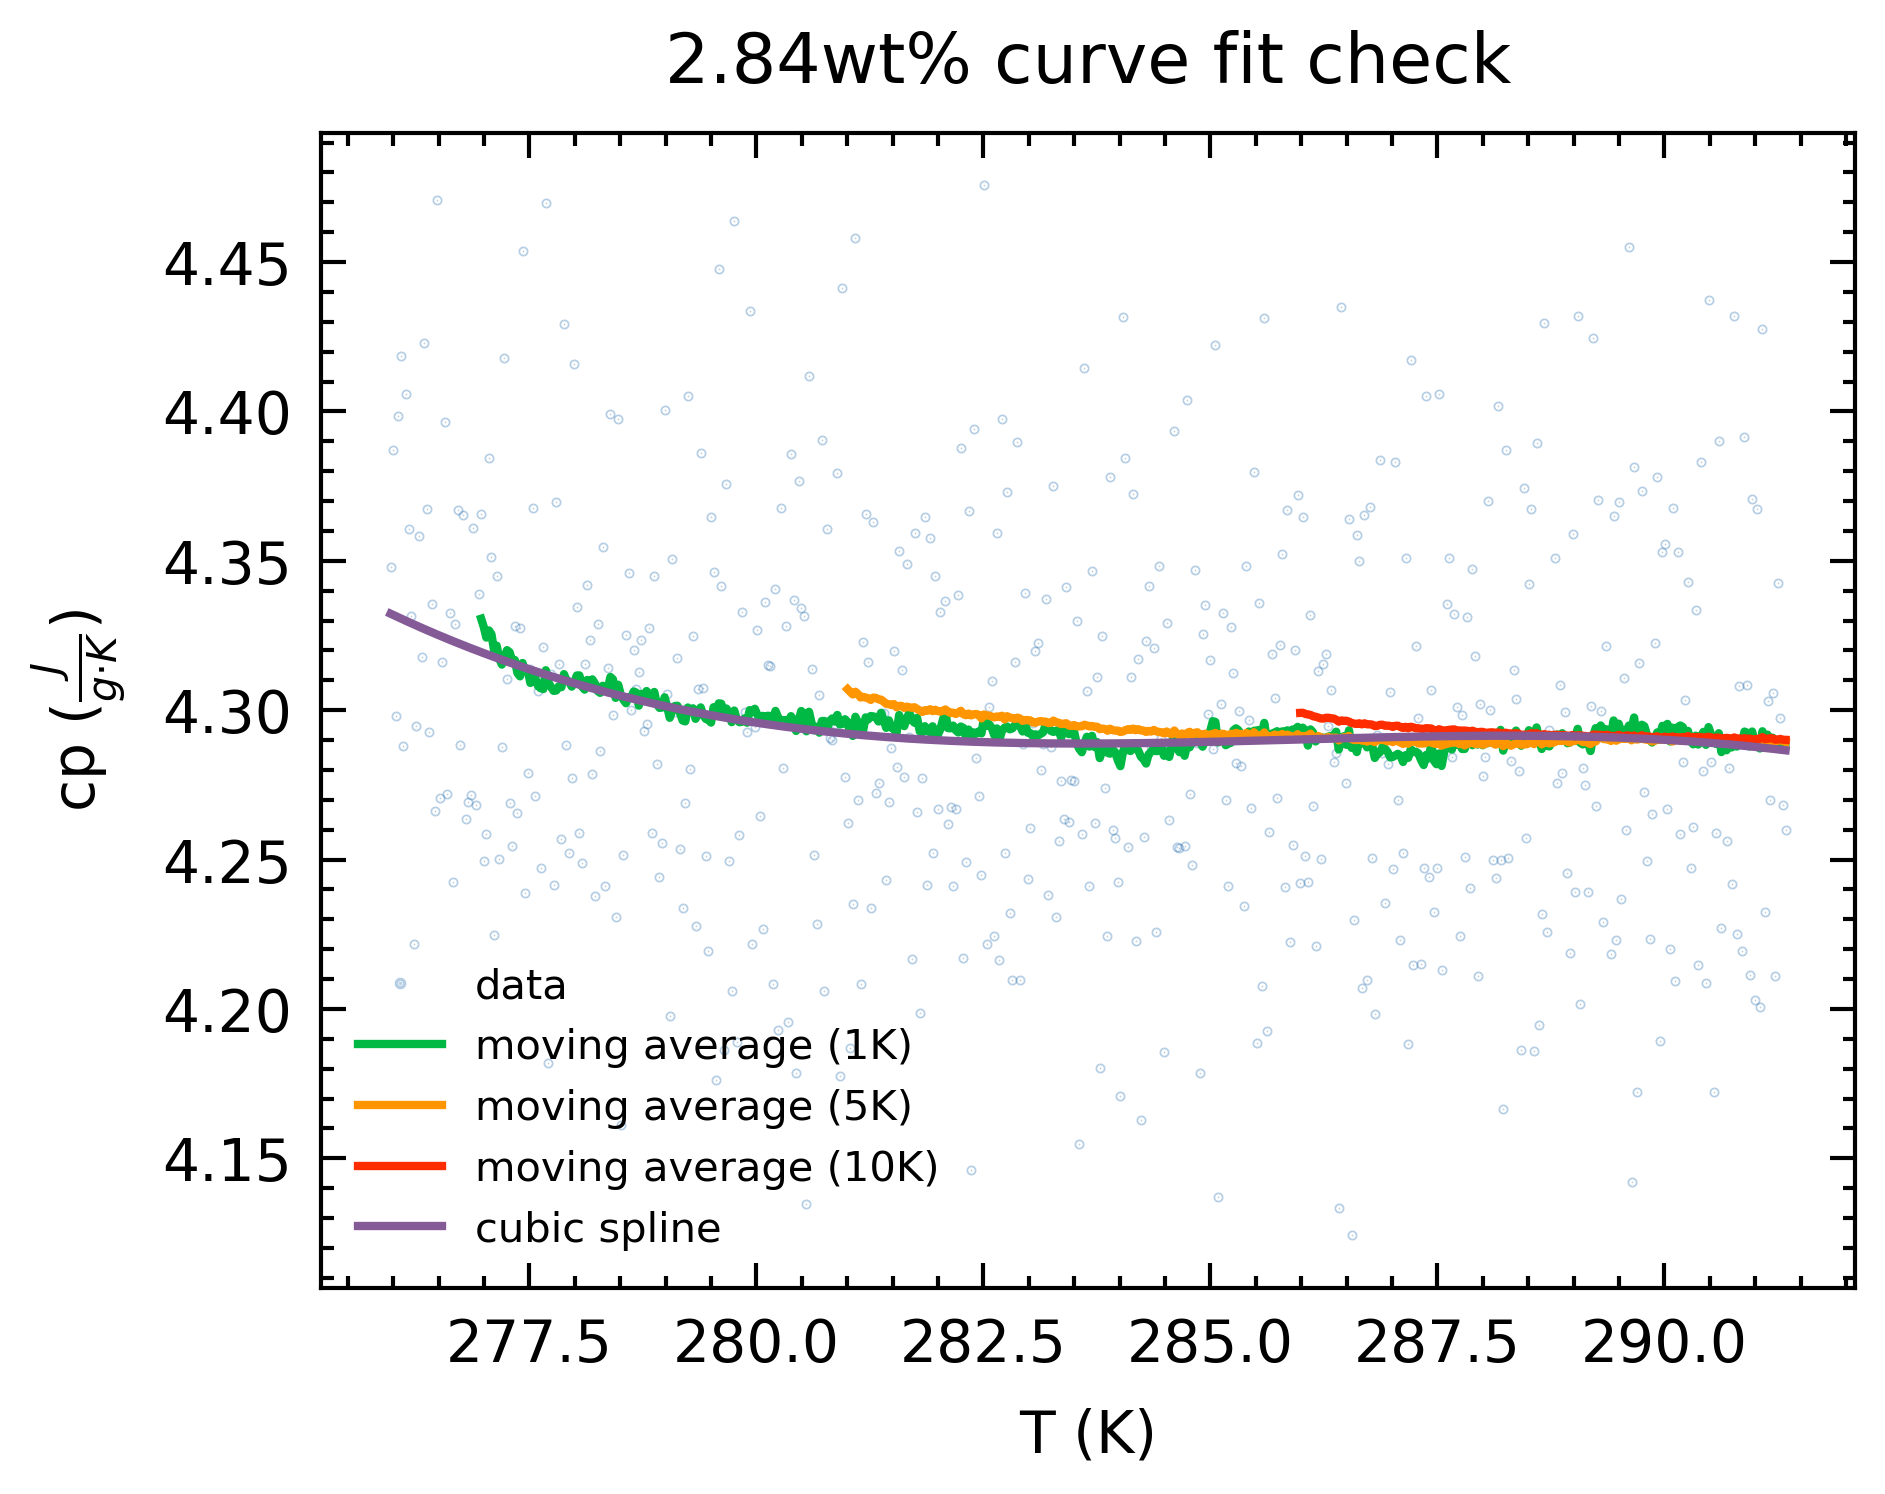 2.84wt% curve fit check
cp (J/g·K)
4.45
4.40
4.35
4.30
4.25
4.20
4.15
data
moving average (1K)
moving average (5K)
moving average (10K)
cubic spline
277.5 280.0 282.5 285.0 287.5 290.0
T (K)